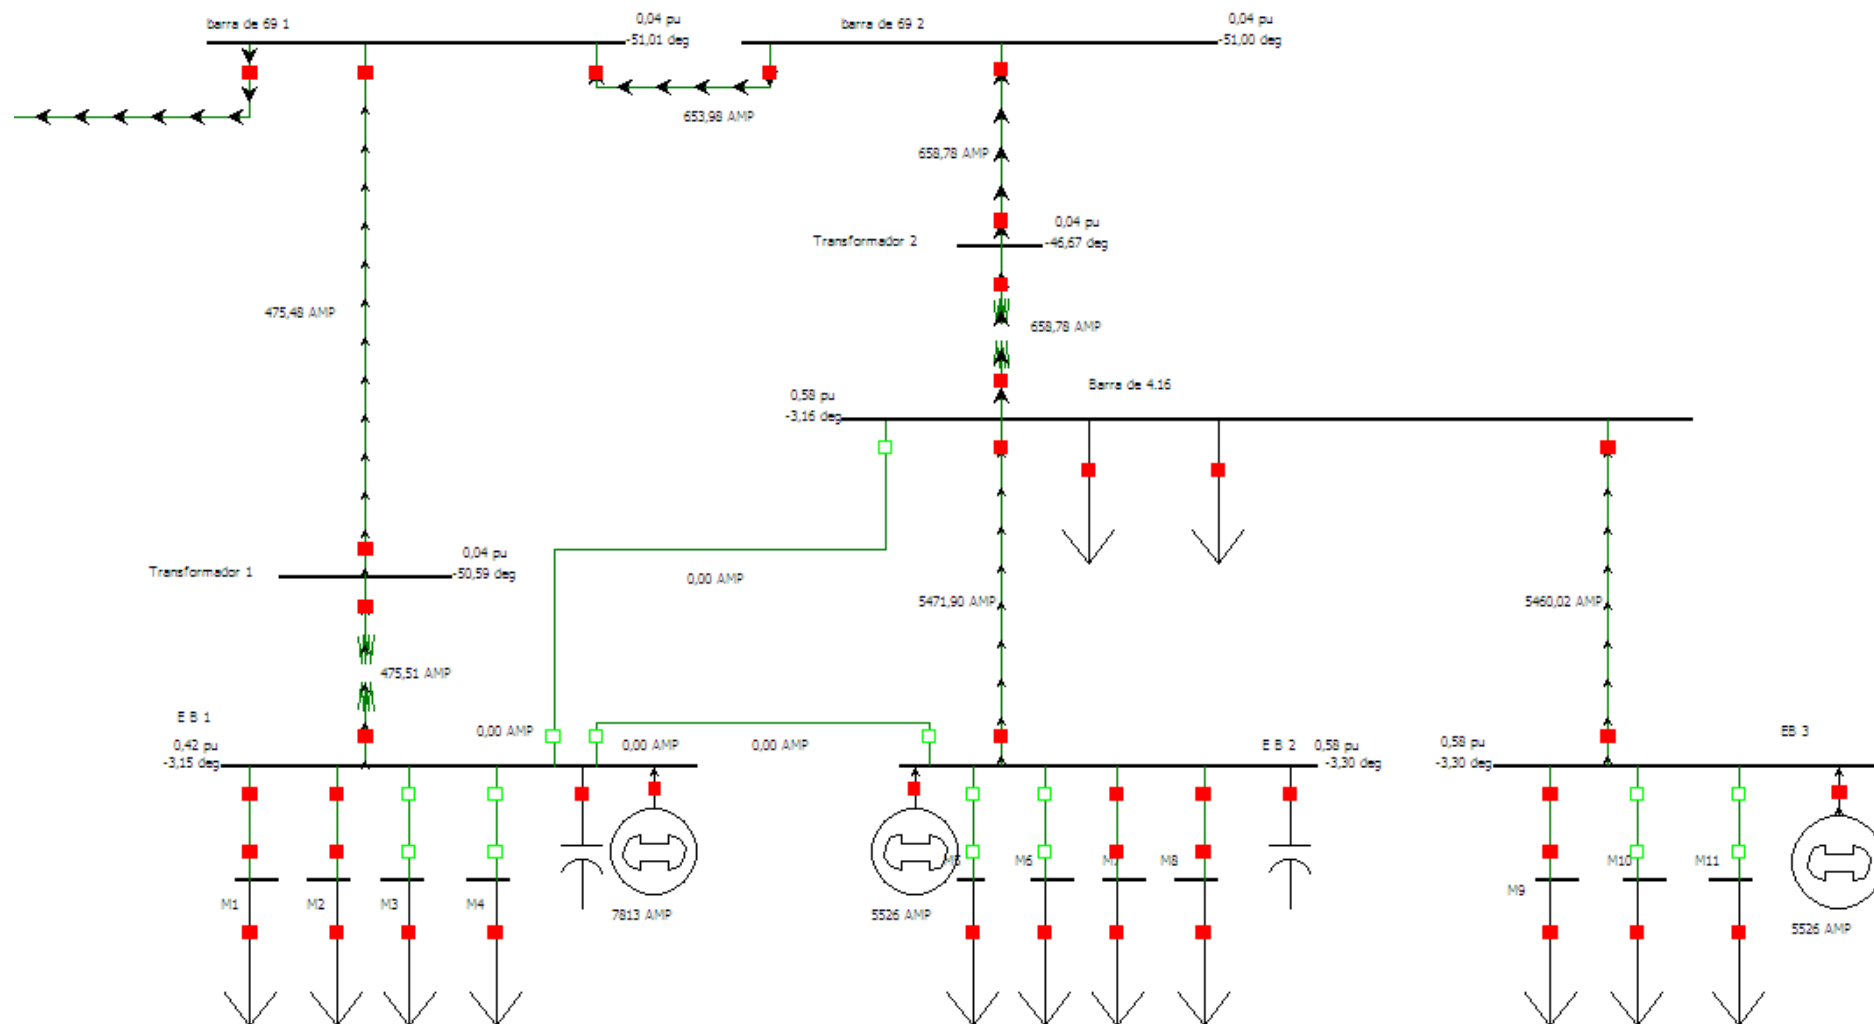 barra de 69 1
0,04 pu
-51,01 deg
barra de 69 2
0,04 pu
-51,00 deg
653,98 AMP
658,78 AMP
Transformador 2
0,04 pu
-46,67 deg
475,48 AMP
658,78 AMP
Barra de 4.16
0,58 pu
-3,16 deg
Transformador 1
0,04 pu
-50,59 deg
0,00 AMP
5471,90 AMP
5460,02 AMP
475,51 AMP
E B 1
0,42 pu
-3,15 deg
0,00 AMP
0,00 AMP
0,00 AMP
E B 2
0,58 pu
-3,30 deg
0,58 pu
-3,30 deg
EB 3
M1
M2
M3
M4
7813 AMP
5526 AMP
M5
M6
M7
M8
M9
M10
M11
5526 AMP